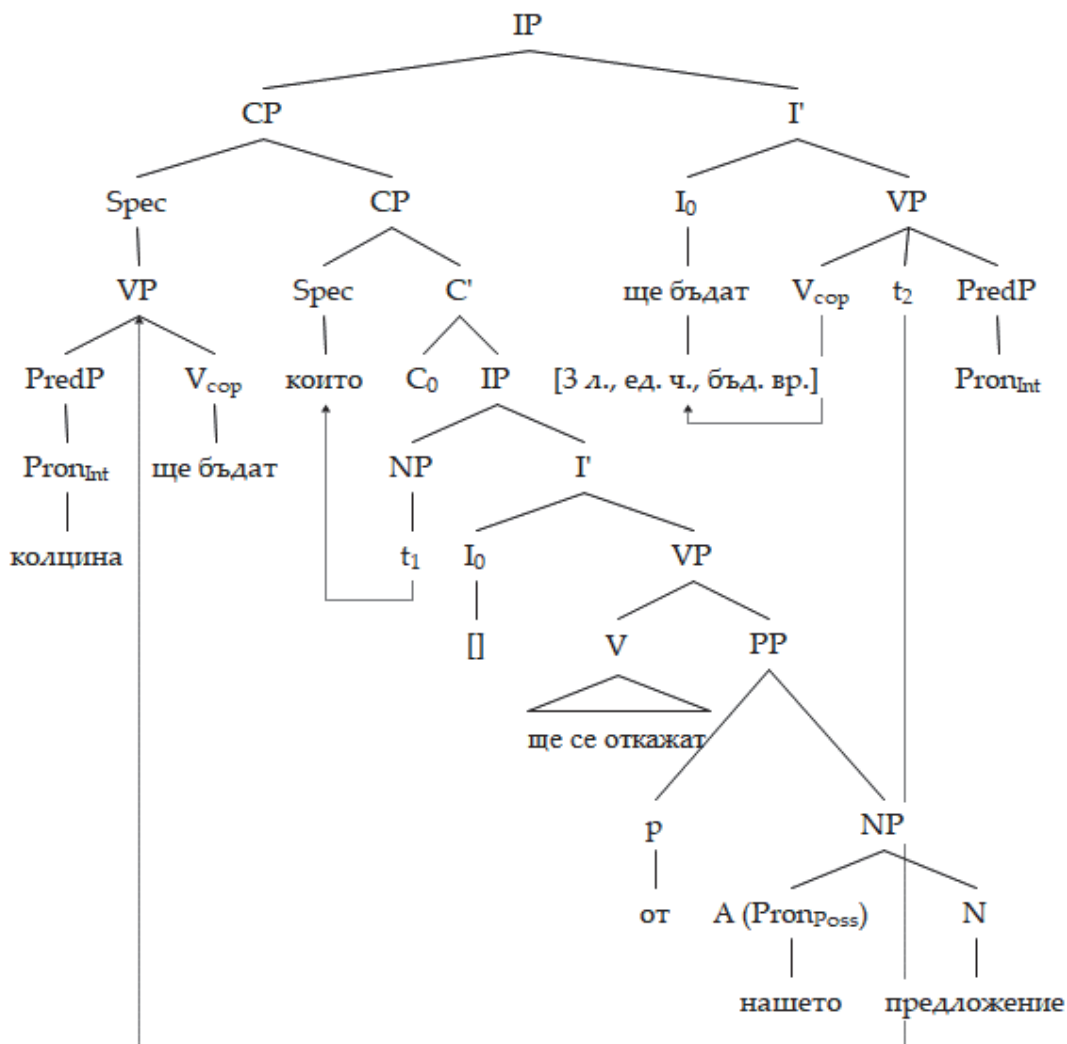 IP
CP I'
Spec CP I₀ VP
VP Spec C' ще бъдат Vcop t₂ PredP
PredP Vcop които C₀ IP [3 л., ед. ч., бъд. вр.] PronInt
PronInt ще бъдат NP I'
колцина t₁ I₀ VP
[] V PP
ще се откажат
p NP
от A (PronPoss) N
нашето предложение